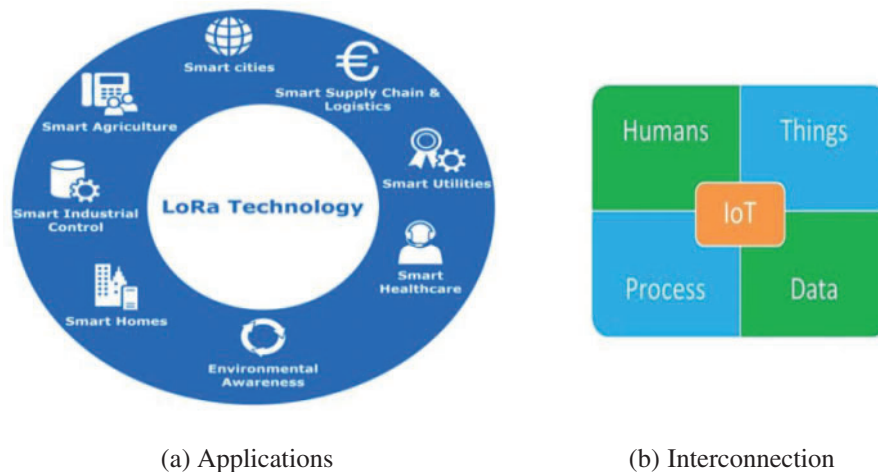 Smart cities
Smart Supply Chain &
Logistics
Smart Agriculture
Smart Utilities
Smart Industrial
Control
LoRa Technology
Smart
Healthcare
Smart Homes
Environmental
Awareness
(a) Applications
Humans
Things
IoT
Process
Data
(b) Interconnection